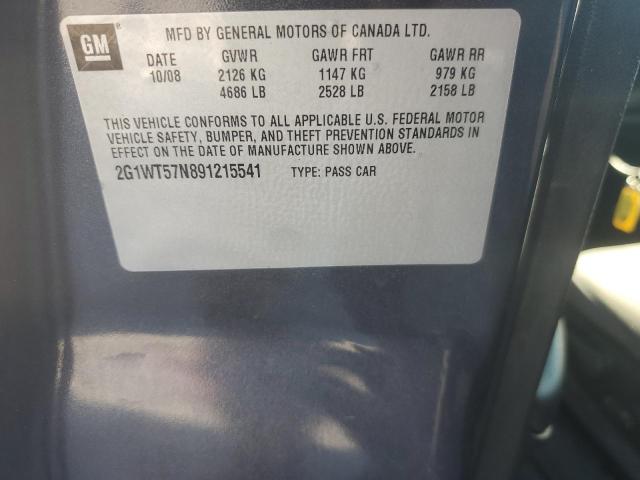 GM
MFD BY GENERAL MOTORS OF CANADA LTD.
DATE GVWR GAWR FRT GAWR RR
10/08 2126 KG 1147 KG 979 KG
4686 LB 2528 LB 2158 LB
THIS VEHICLE CONFORMS TO ALL APPLICABLE U.S. FEDERAL MOTOR
VEHICLE SAFETY, BUMPER, AND THEFT PREVENTION STANDARDS IN
EFFECT ON THE DATE OF MANUFACTURE SHOWN ABOVE.
2G1WT57N891215541 TYPE: PASS CAR